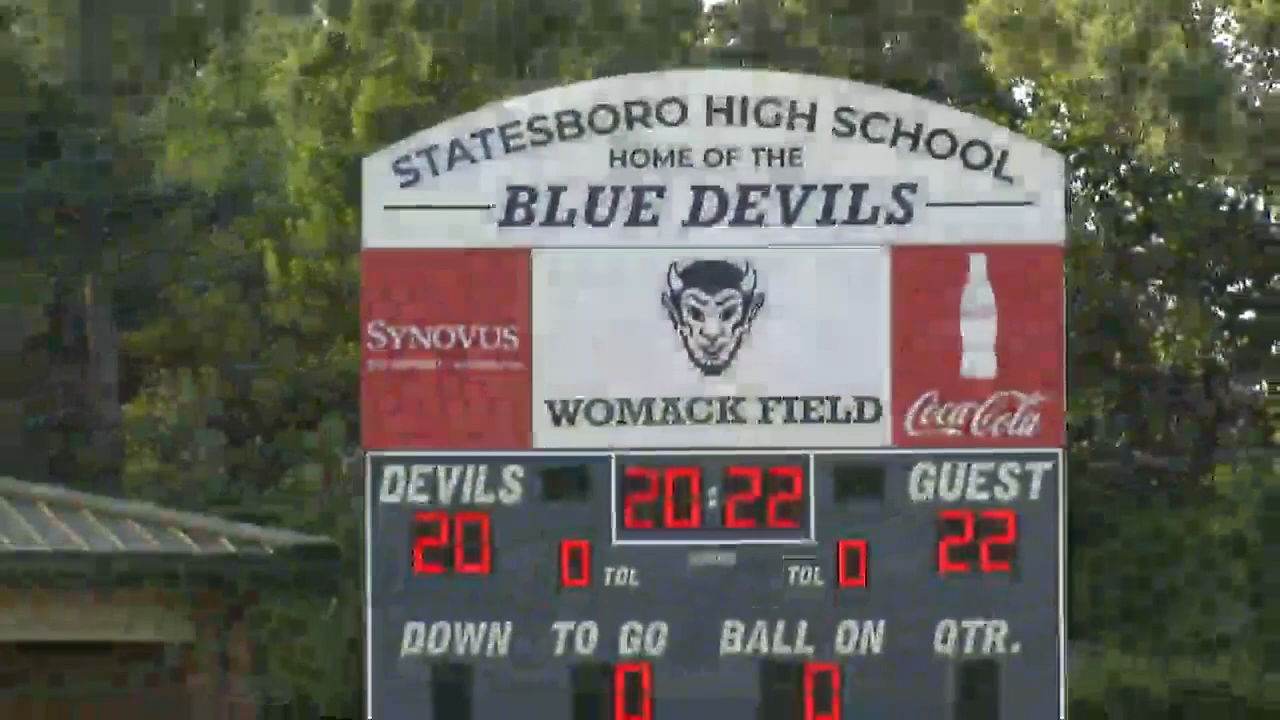 STATESBORO HIGH SCHOOL
HOME OF THE
BLUE DEVILS
SYNOVUS
WOMACK FIELD
Coca-Cola
DEVILS 20:22 GUEST
20 0 TOL TOL 0 22
DOWN TO GO BALL ON QTR.
0 0